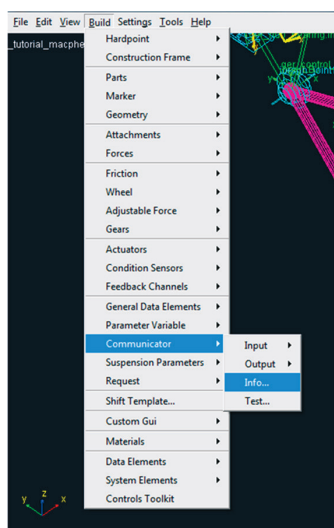 File Edit View Build Settings Tools Help
_tutorial_macphe
Hardpoint
Construction Frame
Parts
Marker
Geometry
Attachments
Forces
Friction
Wheel
Adjustable Force
Gears
Actuators
Condition Sensors
Feedback Channels
General Data Elements
Parameter Variable
Communicator
Input
Suspension Parameters
Output
Request
Info...
Shift Template...
Test...
Custom Gui
Materials
Data Elements
System Elements
Controls Toolkit
y z x